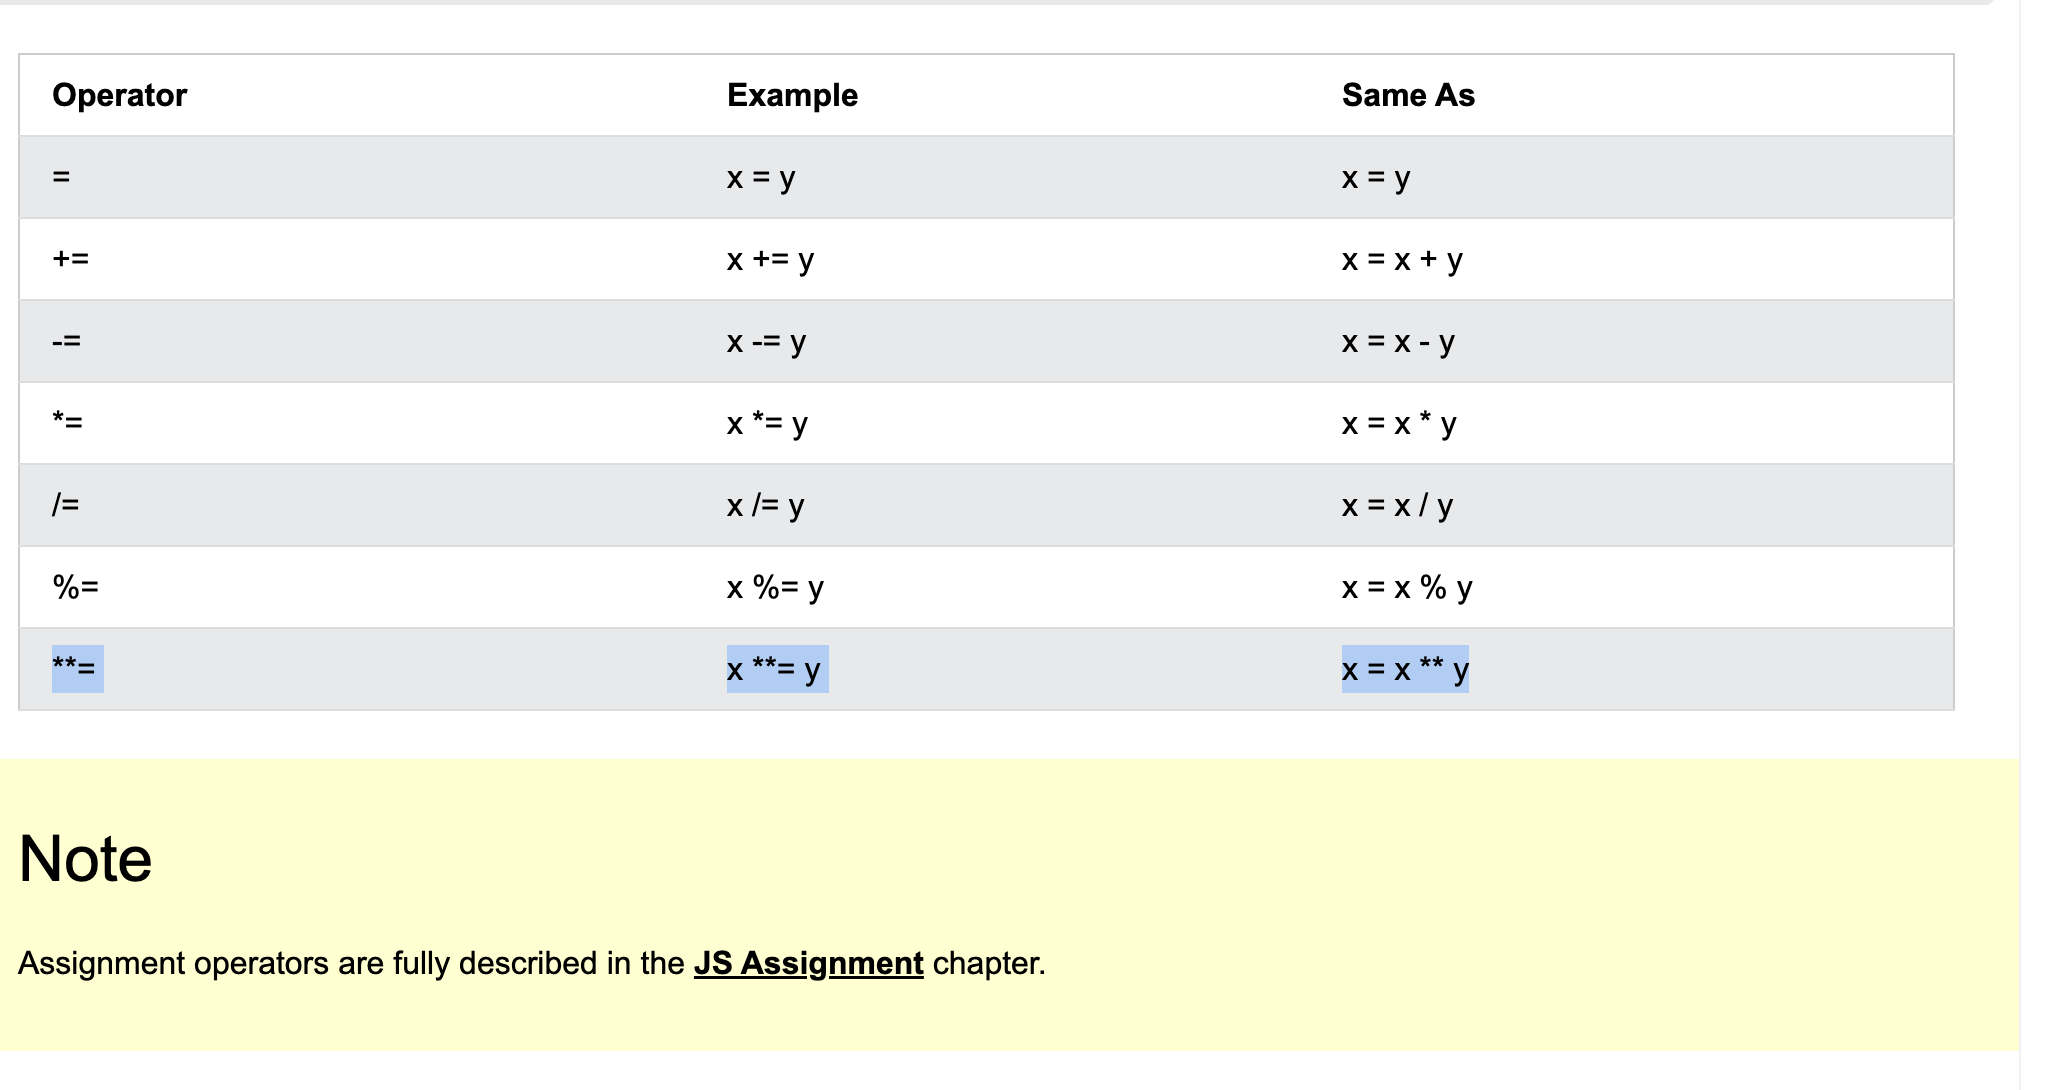 Operator Example Same As
= x = y x = y
+= x += y x = x + y
-= x -= y x = x - y
*= x *= y x = x * y
/= x /= y x = x / y
%= x %= y x = x % y
**= x **= y x = x ** y
Note
Assignment operators are fully described in the JS Assignment chapter.